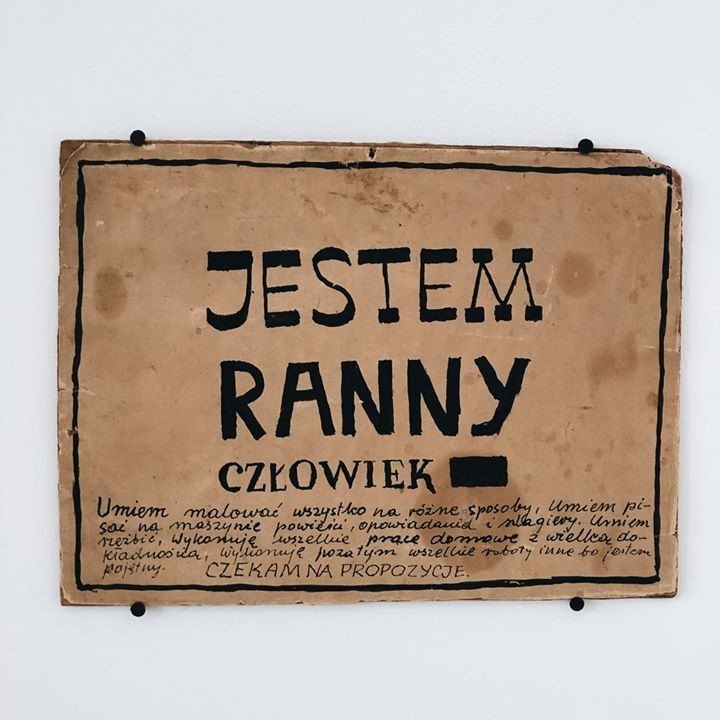 JESTEM
RANNY
CZŁOWIEK
Umiem malować wszystko na różne sposoby, Umiem pi-
sać na maszynie powieści, opowiadania i szlagiery. Umiem
rzeźbić, Wykonuję wszelkie prace domowe z wielką do-
kładnością, wykonuję pozatym wszelkie roboty inne bo jestem
pojętny. CZEKAM NA PROPOZYCJE.